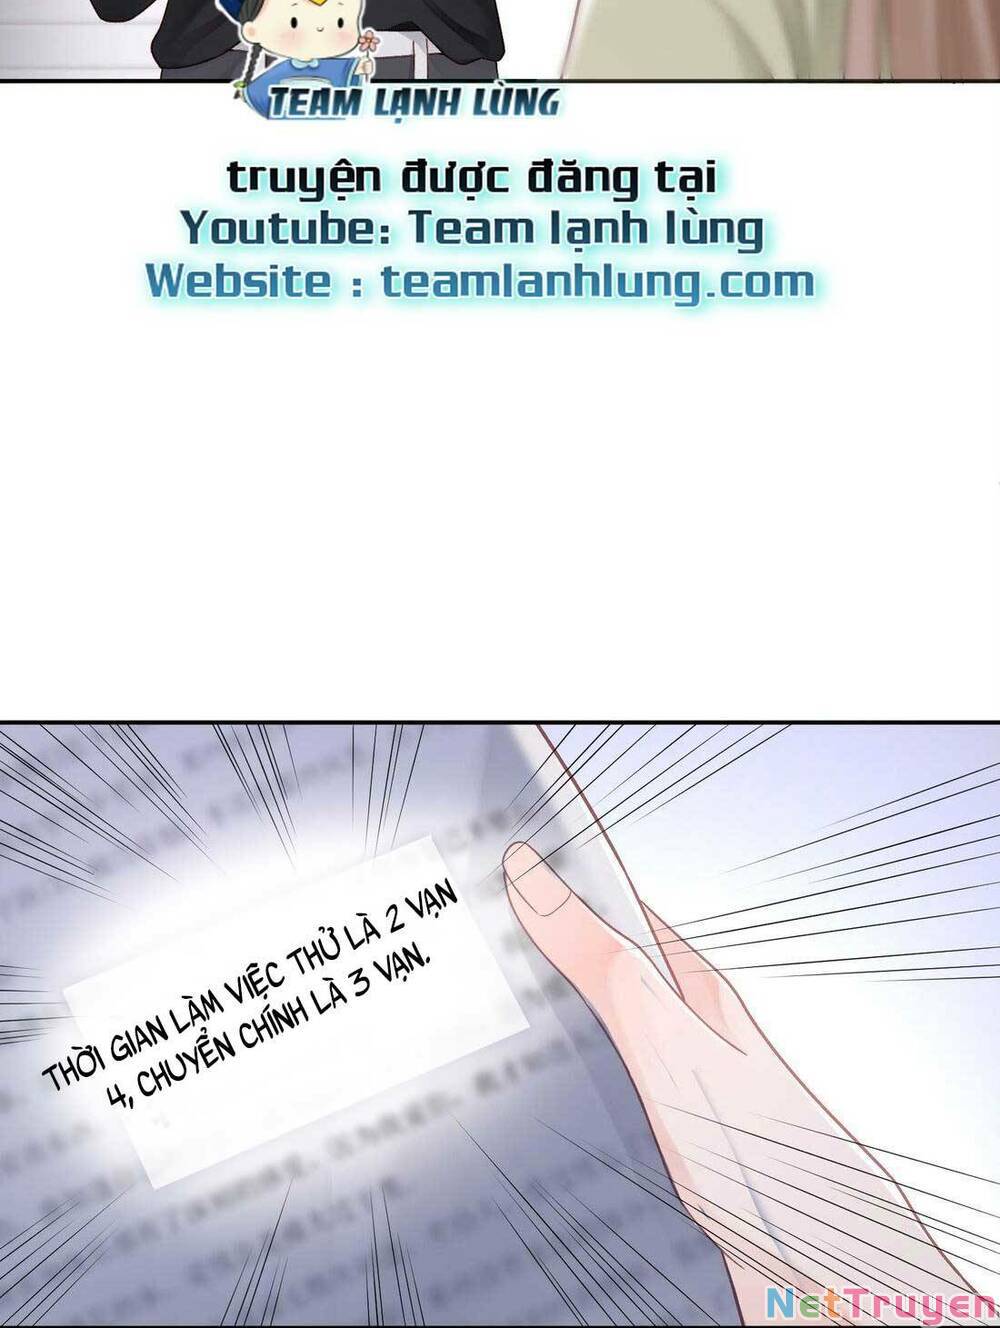 TEAM LẠNH LÙNG
truyện được đăng tại
Youtube: Team lạnh lùng
Website : teamlanhlung.com
THỜI GIAN LÀM VIỆC THỬ LÀ 2 VẠN
4, CHUYỂN CHÍNH LÀ 3 VẠN.
NetTruyen